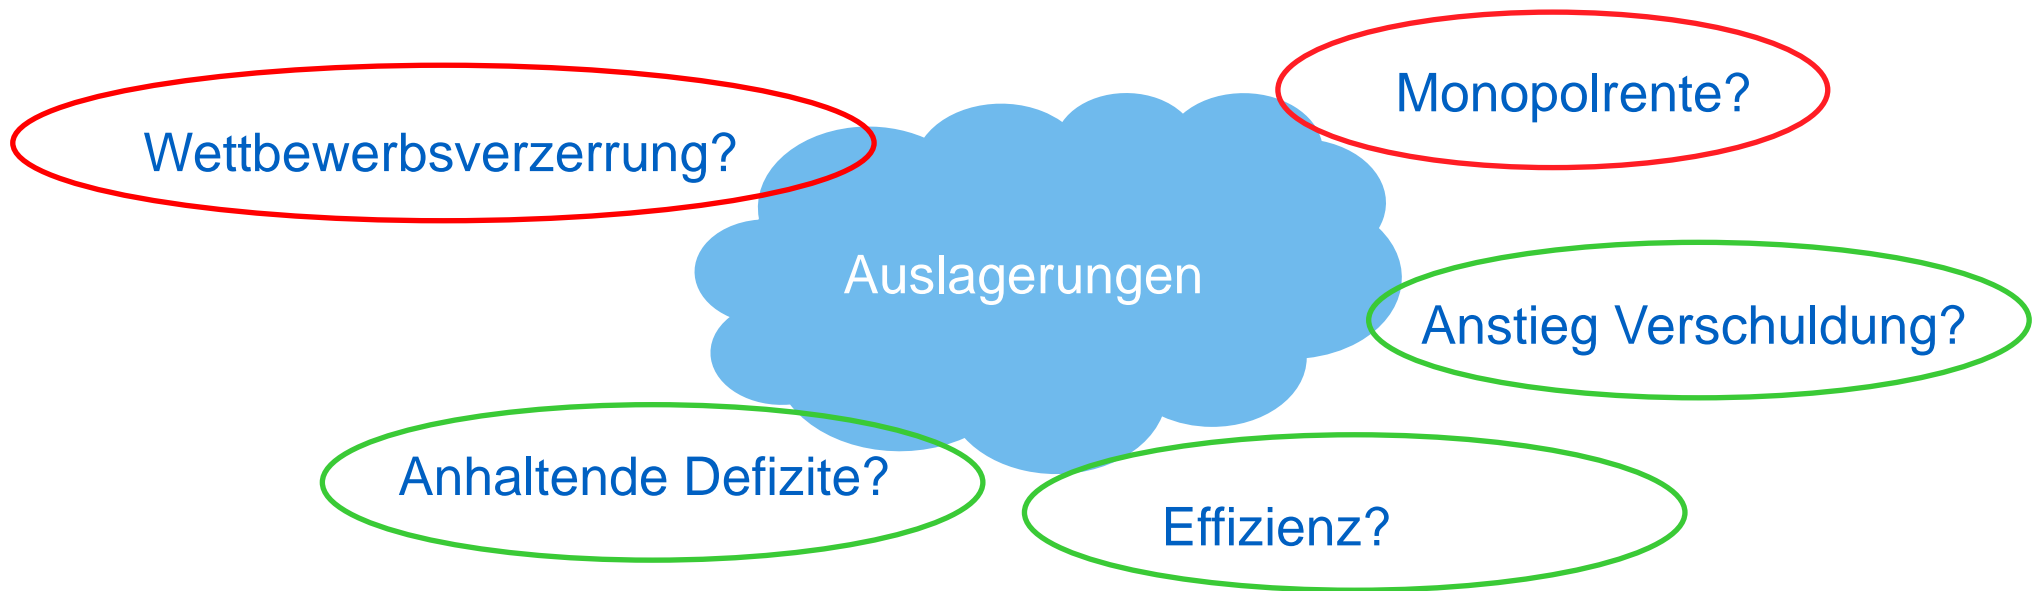 Monopolrente?
Wettbewerbsverzerrung?
Auslagerungen
Anstieg Verschuldung?
Anhaltende Defizite?
Effizienz?